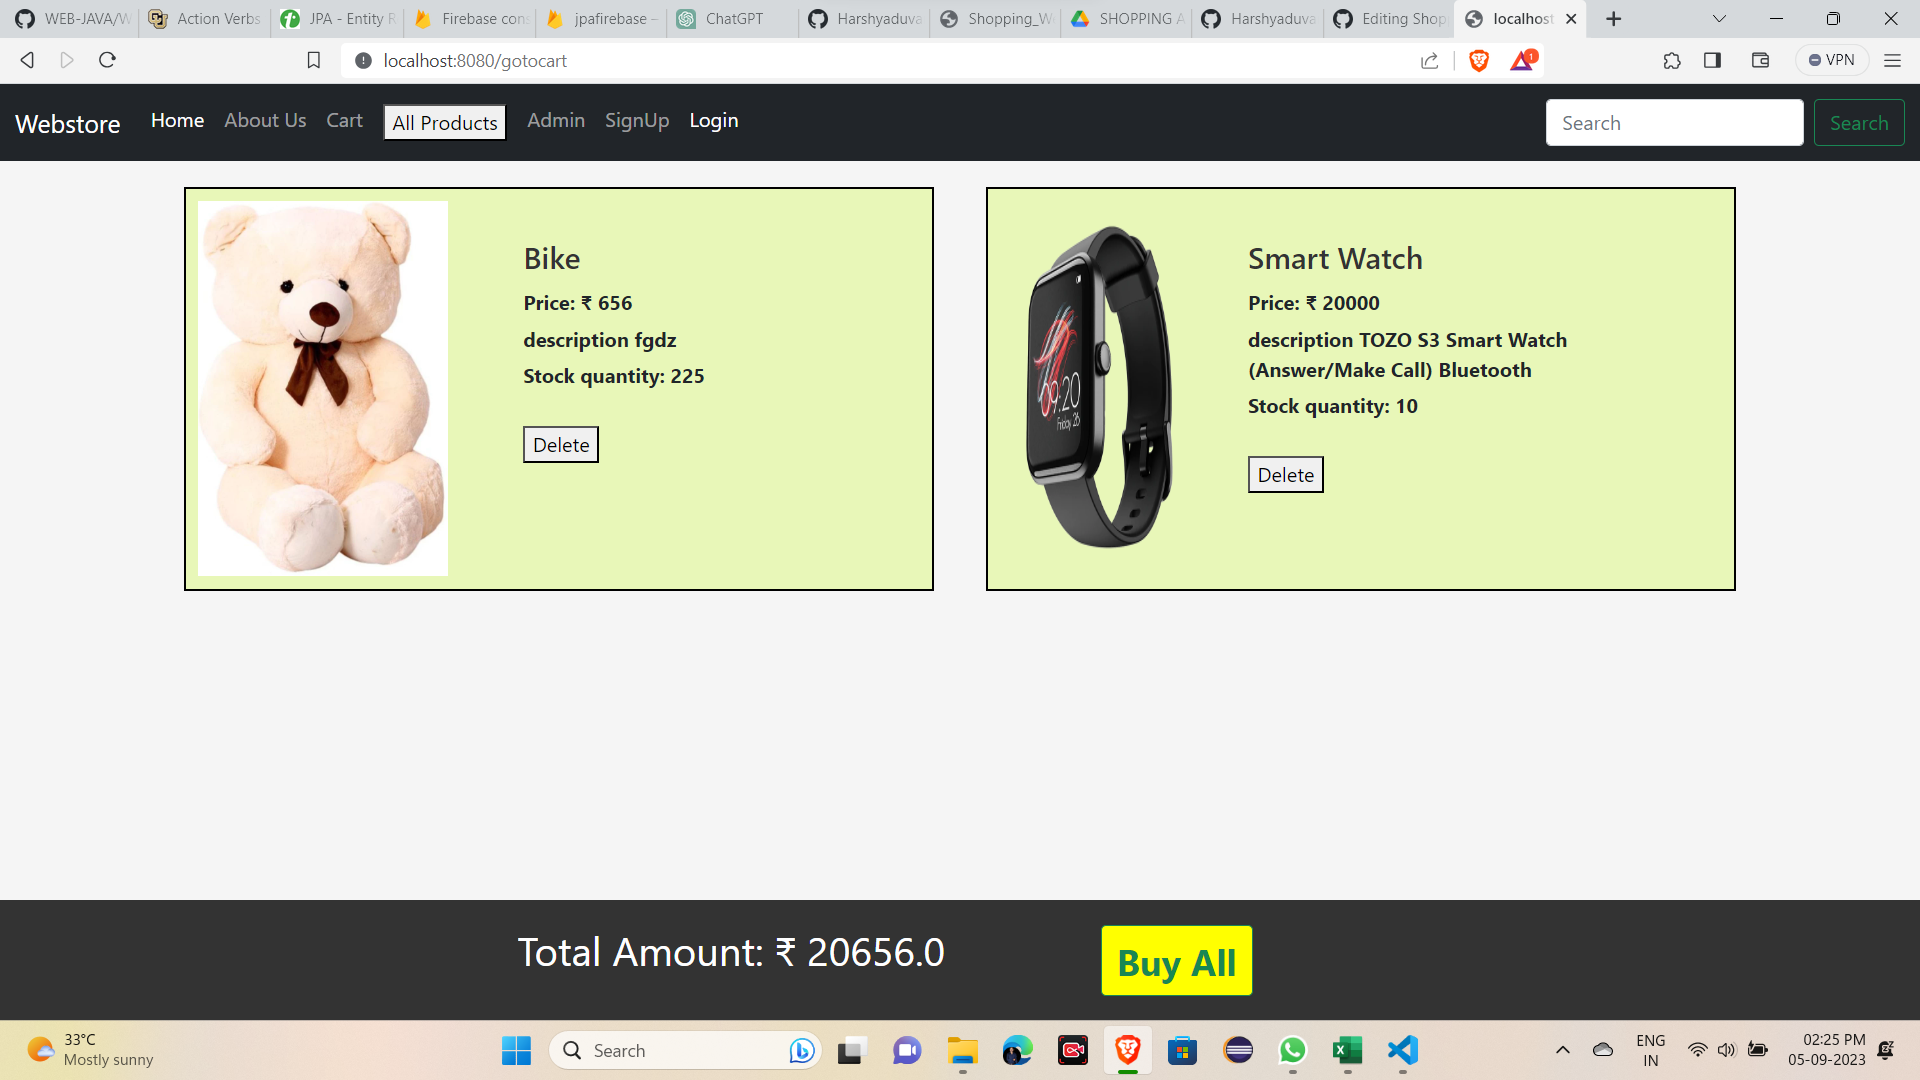 WEB-JAVA/W
Action Verbs
JPA - Entity R
Firebase cons
jpafirebase –
ChatGPT
Harshyaduva
Shopping_We
SHOPPING A
Harshyaduva
Editing Shop
localhost
localhost:8080/gotocart
1
VPN
Webstore
Home
About Us
Cart
All Products
Admin
SignUp
Login
Search
Search
Bike
Price: ₹ 656
description fgdz
Stock quantity: 225
Delete
09:20
Friday 26
Smart Watch
Price: ₹ 20000
description TOZO S3 Smart Watch
(Answer/Make Call) Bluetooth
Stock quantity: 10
Delete
Total Amount: ₹ 20656.0
Buy All
33°C
Mostly sunny
Search
ENG
IN
02:25 PM
05-09-2023